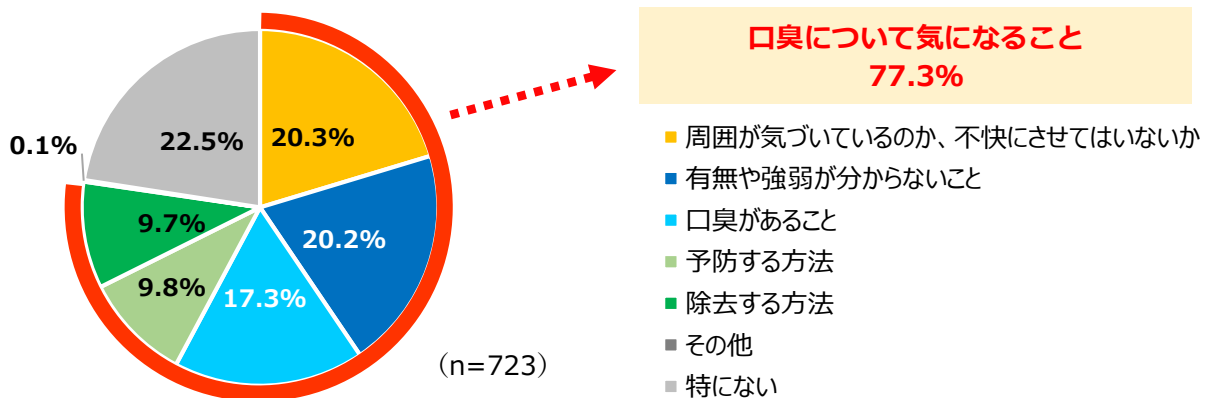 口臭について気になること
77.3%
0.1%
22.5%
20.3%
9.7%
20.2%
9.8%
17.3%
（n=723）
周囲が気づいているのか、不快にさせてはいないか
有無や強弱が分からないこと
口臭があること
予防する方法
除去する方法
その他
特にない